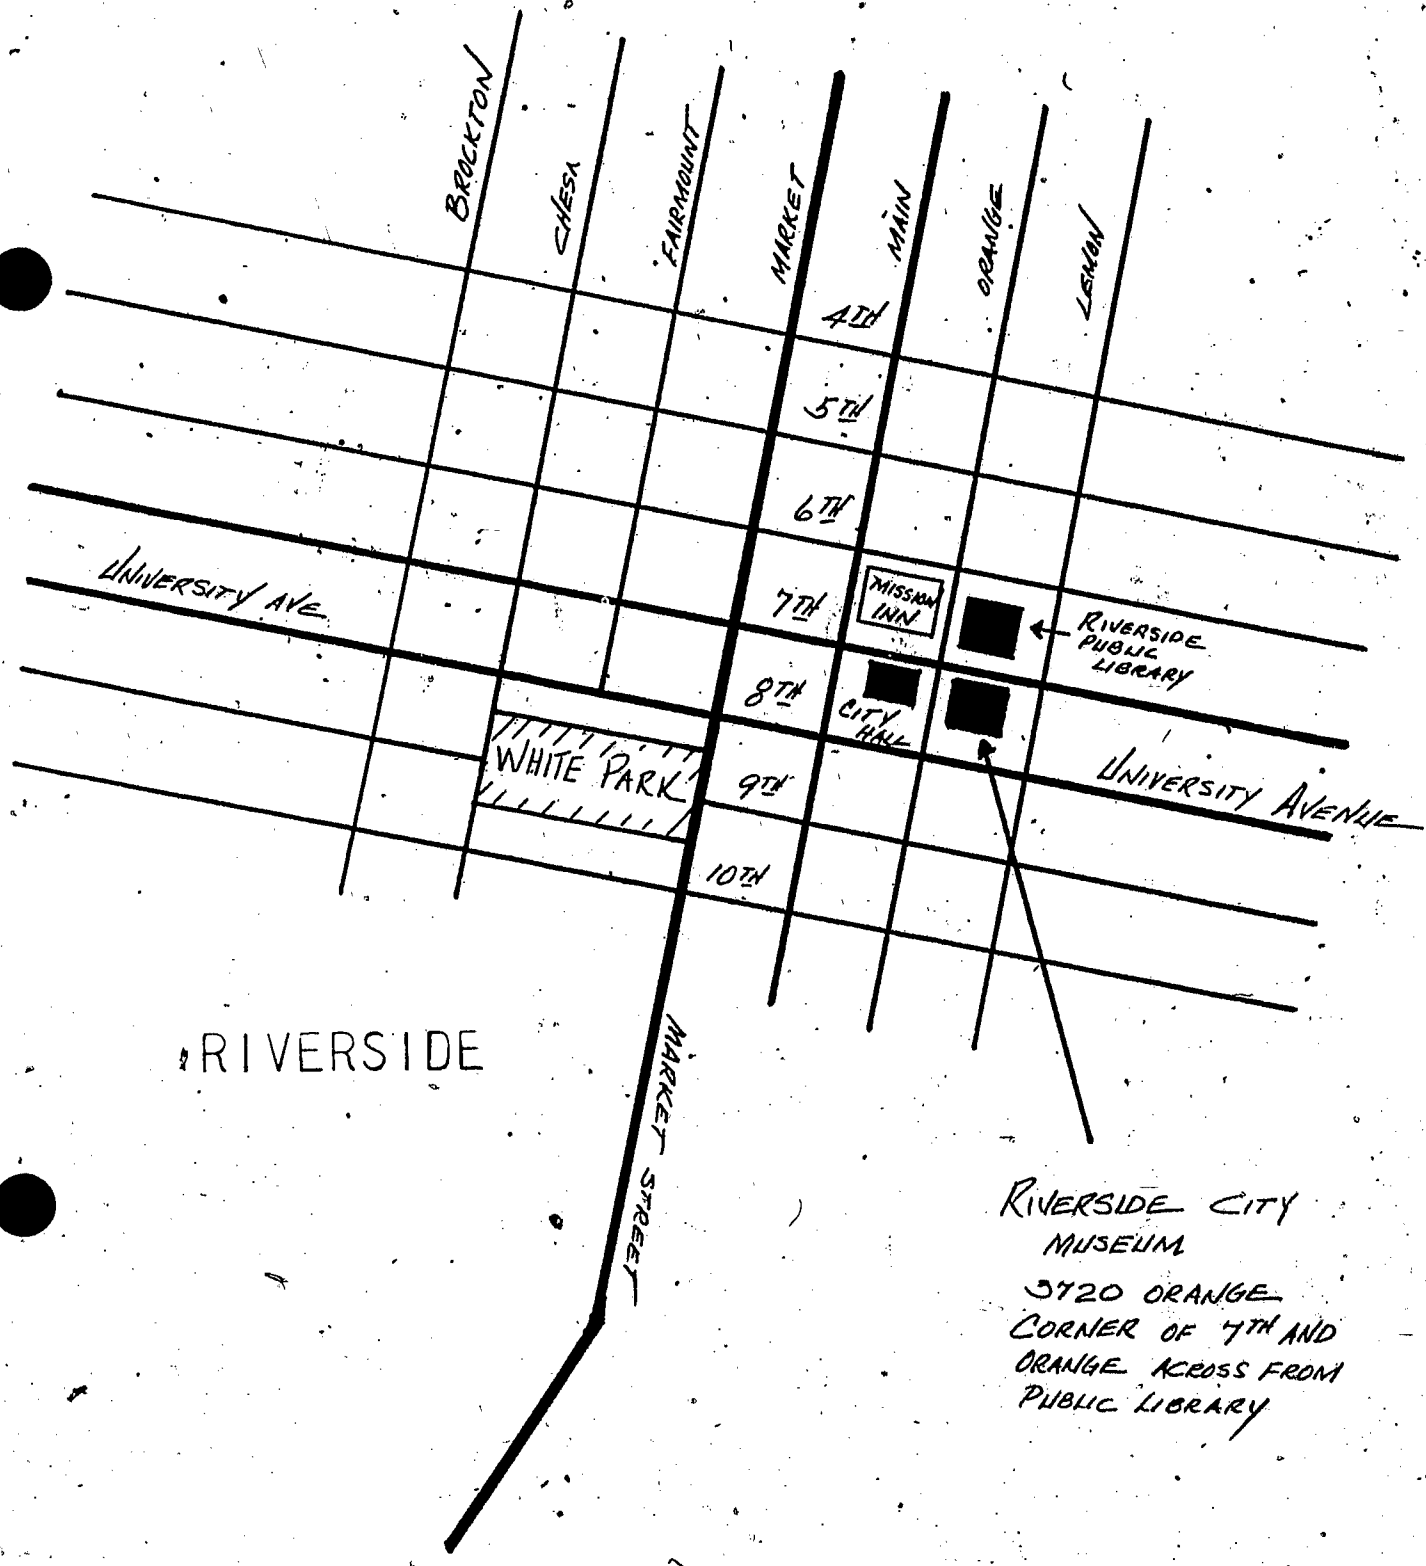 BROCKTON
CHESA
FAIRMOUNT
MARKET
MAIN
ORANGE
LEMON
4TH
5TH
6TH
7TH
MISSION
INN
RIVERSIDE
PUBLIC
LIBRARY
UNIVERSITY AVE
8TH
CITY
HALL
WHITE PARK
9TH
UNIVERSITY AVENUE
10TH
RIVERSIDE
MARKET STREET
RIVERSIDE CITY
MUSEUM
3720 ORANGE
CORNER OF 7TH AND
ORANGE ACROSS FROM
PUBLIC LIBRARY